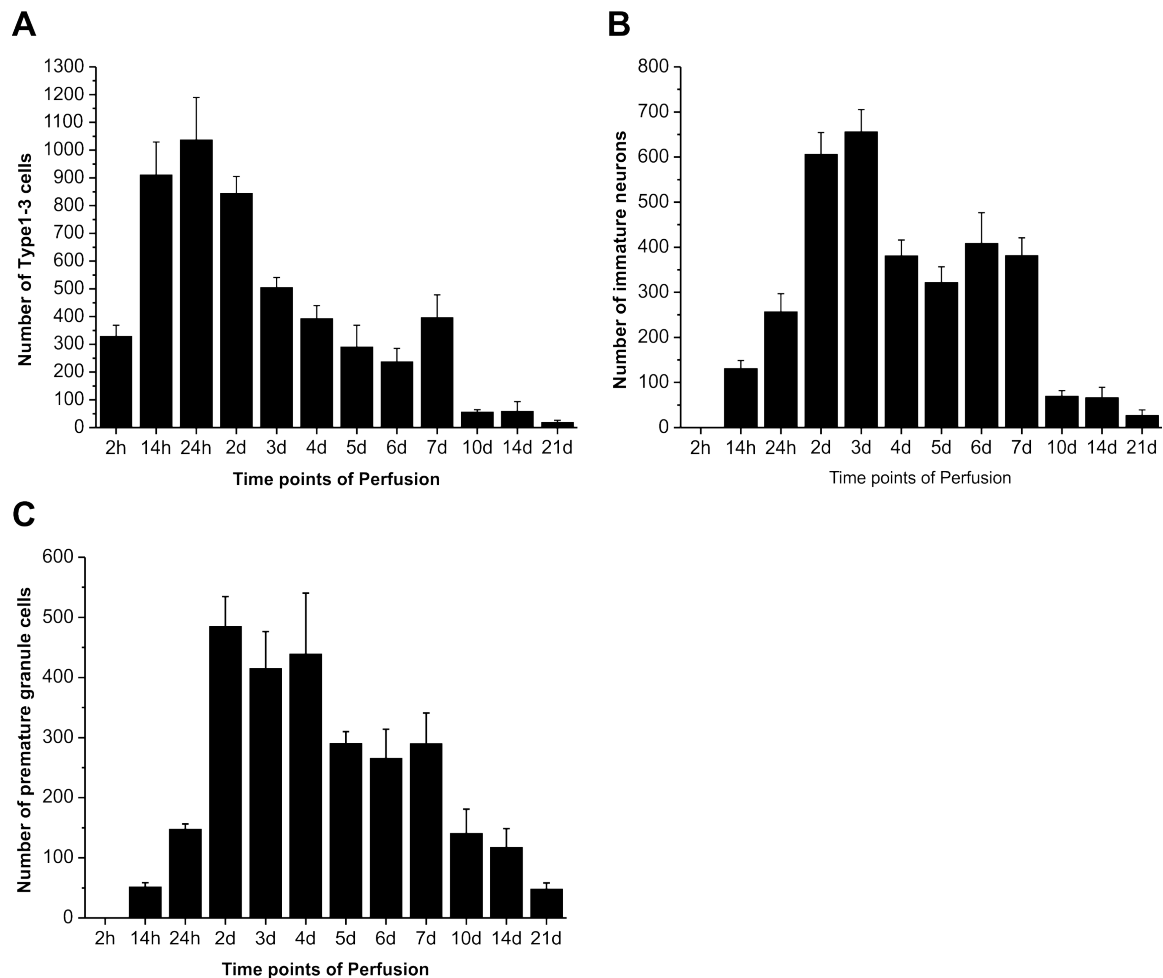 A
Number of Type1-3 cells
1300
1200
1100
1000
900
800
700
600
500
400
300
200
100
0
2h 14h 24h 2d 3d 4d 5d 6d 7d 10d 14d 21d
Time points of Perfusion
B
Number of immature neurons
800
700
600
500
400
300
200
100
0
2h 14h 24h 2d 3d 4d 5d 6d 7d 10d 14d 21d
Time points of Perfusion
C
Number of premature granule cells
600
500
400
300
200
100
0
2h 14h 24h 2d 3d 4d 5d 6d 7d 10d 14d 21d
Time points of Perfusion